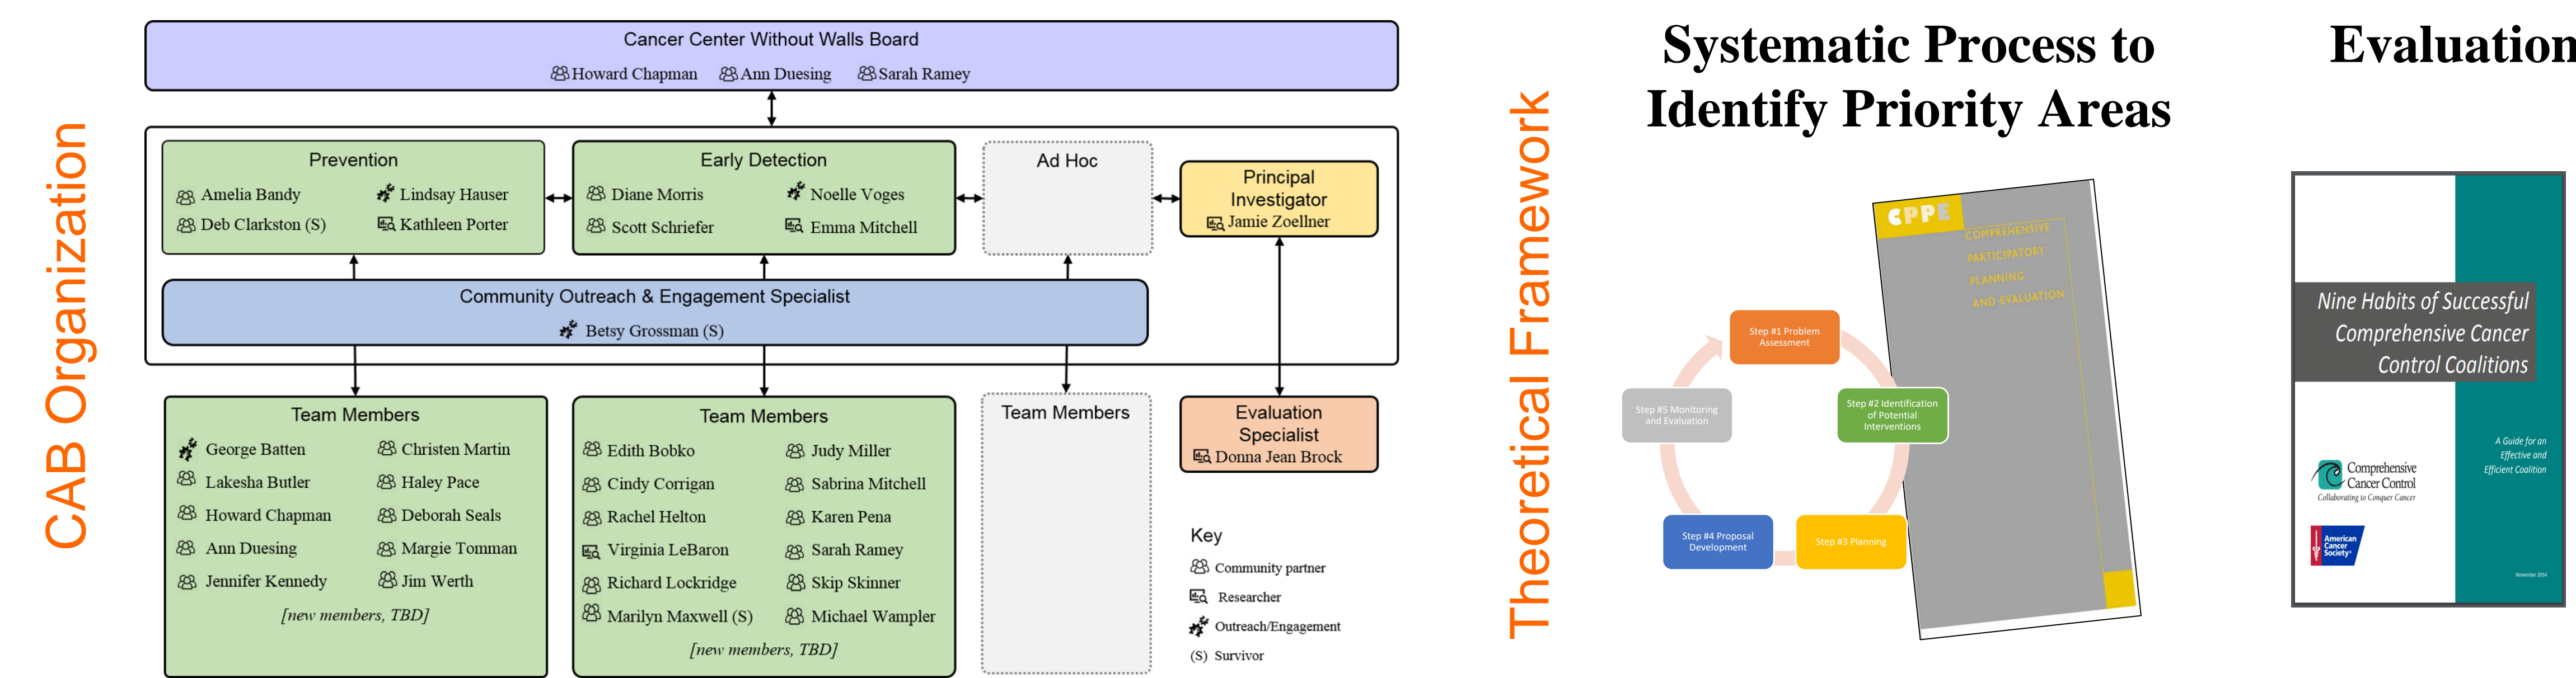 CAB Organization
Cancer Center Without Walls Board
Howard Chapman Ann Duesing Sarah Ramey
Prevention
Amelia Bandy Lindsay Hauser
Deb Clarkston (S) Kathleen Porter
Early Detection
Diane Morris Noelle Voges
Scott Schriefer Emma Mitchell
Ad Hoc
Principal
Investigator
Jamie Zoellner
Community Outreach & Engagement Specialist
Betsy Grossman (S)
Team Members
George Batten Christen Martin
Lakesha Butler Haley Pace
Howard Chapman Deborah Seals
Ann Duesing Margie Tomman
Jennifer Kennedy Jim Werth
[new members, TBD]
Team Members
Edith Bobko Judy Miller
Cindy Corrigan Sabrina Mitchell
Rachel Helton Karen Pena
Virginia LeBaron Sarah Ramey
Richard Lockridge Skip Skinner
Marilyn Maxwell (S) Michael Wampler
[new members, TBD]
Team Members
Evaluation
Specialist
Donna Jean Brock
Key
Community partner
Researcher
Outreach/Engagement
(S) Survivor
Theoretical Framework
Systematic Process to
Identify Priority Areas
CPPE
COMPREHENSIVE
PARTICIPATORY
PLANNING
AND EVALUATION
Step #1 Problem
Assessment
Step #2 Identification
of Potential
Interventions
Step #3 Planning
Step #4 Proposal
Development
Step #5 Monitoring
and Evaluation
Evaluation
Nine Habits of Successful
Comprehensive Cancer
Control Coalitions
A Guide for an
Effective and
Efficient Coalition
Comprehensive
Cancer Control
Collaborating to Conquer Cancer
American
Cancer
Society®
November 2014